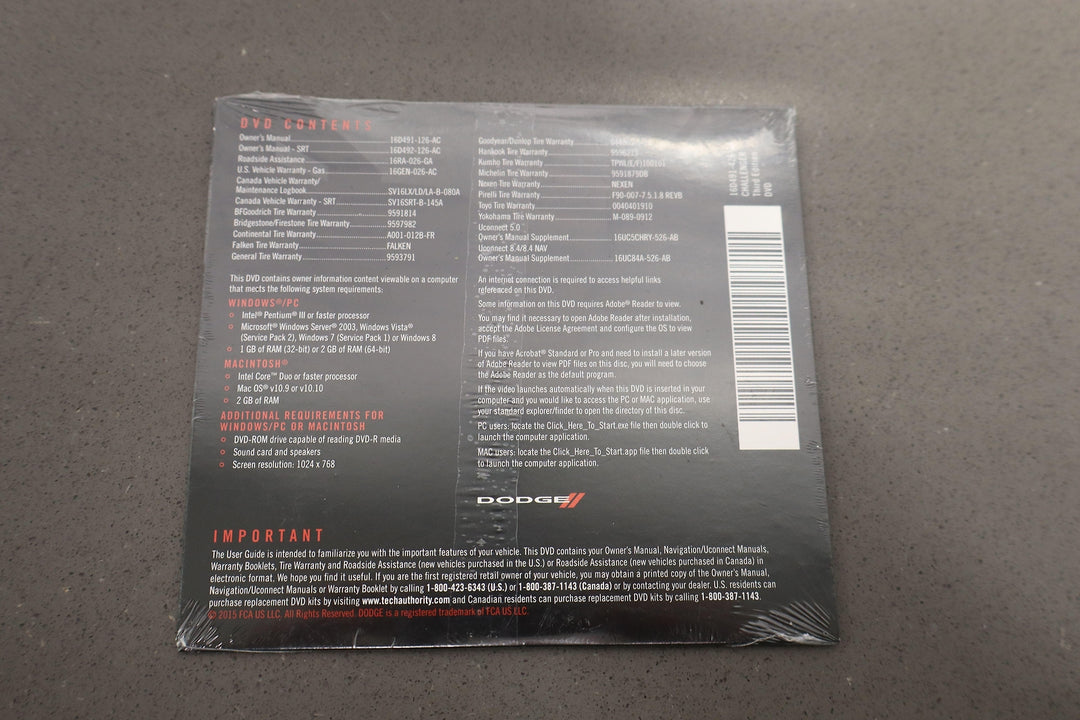 DVD CONTENTS
Owner's Manual........16D491-126-AC
Owner's Manual - SRT........16D492-126-AC
Roadside Assistance........16RA-026-GA
U.S. Vehicle Warranty - Gas........16GEN-026-AC
Canada Vehicle Warranty/
Maintenance Logbook........SV16LX/LD/LA-B-080A
Canada Vehicle Warranty - SRT........SV16SRT-B-145A
BFGoodrich Tire Warranty........9591814
Bridgestone/Firestone Tire Warranty........9597982
Continental Tire Warranty........A001-012B-FR
Falken Tire Warranty........FALKEN
General Tire Warranty........9593791
This DVD contains owner information content viewable on a computer
that meets the following system requirements:
WINDOWS®/PC
Intel® Pentium® III or faster processor
Microsoft® Windows Server® 2003, Windows Vista®
(Service Pack 2), Windows 7 (Service Pack 1) or Windows 8
1 GB of RAM (32-bit) or 2 GB of RAM (64-bit)
MACINTOSH®
Intel Core™ Duo or faster processor
Mac OS® v10.9 or v10.10
2 GB of RAM
ADDITIONAL REQUIREMENTS FOR
WINDOWS/PC OR MACINTOSH
DVD-ROM drive capable of reading DVD-R media
Sound card and speakers
Screen resolution: 1024 x 768
Goodyear/Dunlop Tire Warranty
Hankook Tire Warranty
Kumho Tire Warranty........TPWL(E/F)100101
Michelin Tire Warranty........9591879DB
Nexen Tire Warranty........NEXEN
Pirelli Tire Warranty........F90-007-7.5.1.8 REVB
Toyo Tire Warranty........0040401910
Yokohama Tire Warranty........M-089-0912
Uconnect 5.0
Owner's Manual Supplement........16UC5CHRY-526-AB
Uconnect 8.4/8.4 NAV
Owner's Manual Supplement........16UC84A-526-AB
An internet connection is required to access helpful links
referenced on this DVD.
Some information on this DVD requires Adobe® Reader to view.
You may find it necessary to open Adobe Reader after installation,
accept the Adobe License Agreement and configure the OS to view
PDF files.
If you have Acrobat® Standard or Pro and need to install a later version
of Adobe Reader to view PDF files on this disc, you will need to choose
the Adobe Reader as the default program.
If the video launches automatically when this DVD is inserted in your
computer and you would like to access the PC or MAC application, use
your standard explorer/finder to open the directory of this disc.
PC users: locate the Click_Here_To_Start.exe file then double click to
launch the computer application.
MAC users: locate the Click_Here_To_Start.app file then double click
to launch the computer application.
DODGE
CHALLENGER
Third Edition
DVD
IMPORTANT
The User Guide is intended to familiarize you with the important features of your vehicle. This DVD contains your Owner's Manual, Navigation/Uconnect Manuals,
Warranty Booklets, Tire Warranty and Roadside Assistance (new vehicles purchased in the U.S.) or Roadside Assistance (new vehicles purchased in Canada) in
electronic format. We hope you find it useful. If you are the first registered retail owner of your vehicle, you may obtain a printed copy of the Owner's Manual,
Navigation/Uconnect Manuals or Warranty Booklet by calling 1-800-423-6343 (U.S.) or 1-800-387-1143 (Canada) or by contacting your dealer. U.S. residents can
purchase replacement DVD kits by visiting www.techauthority.com and Canadian residents can purchase replacement DVD kits by calling 1-800-387-1143.
© 2015 FCA US LLC. All Rights Reserved. DODGE is a registered trademark of FCA US LLC.